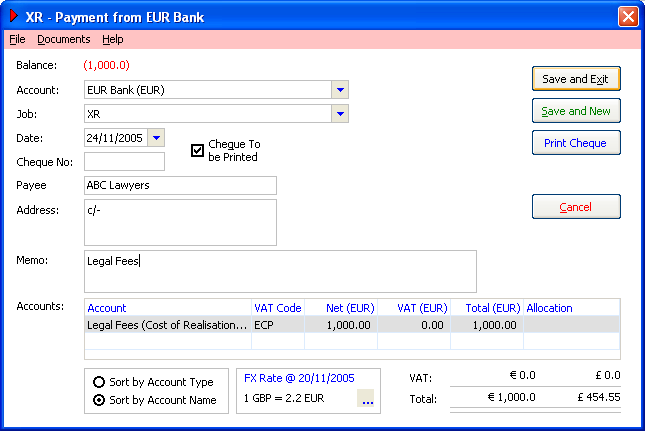 XR - Payment from EUR Bank
File Documents Help
Balance: (1,000.0)
Account: EUR Bank (EUR)
Save and Exit
Job: XR
Save and New
Date: 24/11/2005
Cheque To
be Printed
Print Cheque
Cheque No:
Payee ABC Lawyers
Address: c/-
Cancel
Memo: Legal Fees
Accounts: Account VAT Code Net (EUR) VAT (EUR) Total (EUR) Allocation
Legal Fees (Cost of Realisation... ECP 1,000.00 0.00 1,000.00
Sort by Account Type
Sort by Account Name
FX Rate @ 20/11/2005
1 GBP = 2.2 EUR ...
VAT: € 0.0 £ 0.0
Total: € 1,000.0 £ 454.55